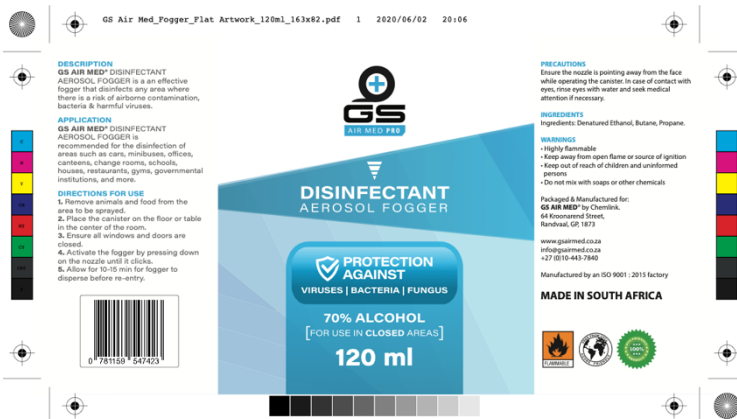 GS Air Med_Fogger_Flat Artwork_120ml_163x82.pdf 1 2020/06/02 20:06
DESCRIPTION
GS AIR MED® DISINFECTANT
AEROSOL FOGGER is a an effective
fogger that disinfects any area where
there is a risk of airborne contamination,
bacteria & harmful viruses.
APPLICATION
GS AIR MED® DISINFECTANT
AEROSOL FOGGER is
recommended for the disinfection of
areas such as cars, minibuses, offices,
canteens, change rooms, schools,
houses, restaurants, gyms, governmental
institutions, and more.
DIRECTIONS FOR USE
1. Remove animals and food from the
area to be sprayed.
2. Place the canister on the floor or table
in the center of the room.
3. Ensure all windows and doors are
closed.
4. Activate the fogger by pressing down
on the nozzle until it clicks.
5. Allow for 10-15 min for fogger to
disperse before re-entry.
0 781159 547423
GS
AIR MED PRO
DISINFECTANT
AEROSOL FOGGER
PROTECTION
AGAINST
VIRUSES | BACTERIA | FUNGUS
70% ALCOHOL
[FOR USE IN CLOSED AREAS]
120 ml
PRECAUTIONS
Ensure the nozzle is pointing away from the face
while operating the canister. In case of contact with
eyes, rinse eyes with water and seek medical
attention if necessary.
INGREDIENTS
Ingredients: Denatured Ethanol, Butane, Propane.
WARNINGS
• Highly flammable
• Keep away from open flame or source of ignition
• Keep out of reach of children and uninformed
persons
• Do not mix with soaps or other chemicals
Packaged & Manufactured for:
GS AIR MED® by Chemlink.
64 Kroonarend Street,
Randvaal, GP, 1873
www.gsairmed.co.za
info@gsairmed.co.za
+27 (0)10-443-7840
Manufactured by an ISO 9001 : 2015 factory
MADE IN SOUTH AFRICA
FLAMMABLE
100%